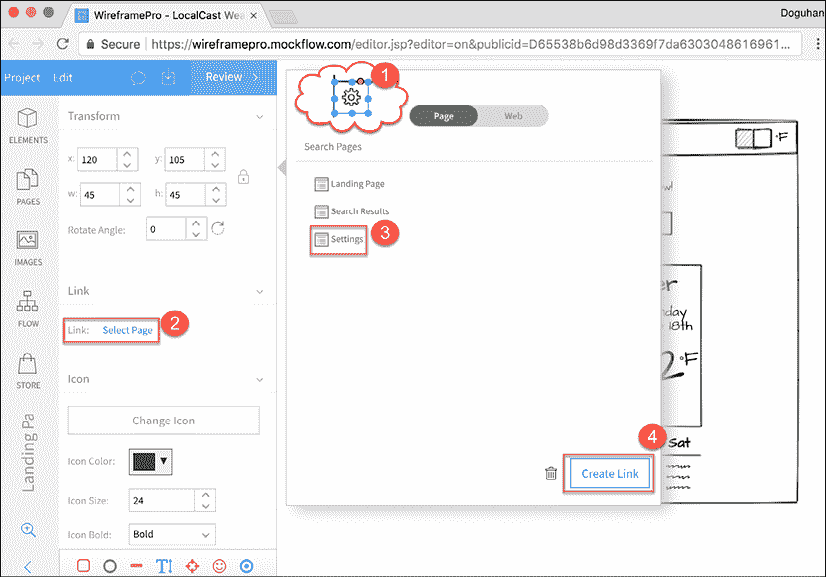 WireframePro - LocalCast Wea
Doguhan
Secure https://wireframepro.mockflow.com/editor.jsp?editor=on&publicid=D65538b6d98d3369f7da6303048616961...
Project Edit Review
ELEMENTS
PAGES
IMAGES
FLOW
STORE
Landing Pa
Transform
x: 120 y: 105
w: 45 h: 45
Rotate Angle: 0
Link
Link: Select Page 2
Icon
Change Icon
Icon Color:
Icon Size: 24
Icon Bold: Bold
1
Page Web
Search Pages
Landing Page
Search Results
Settings 3
4
Create Link
°F
w!
er
day
18th
2°F
Sat